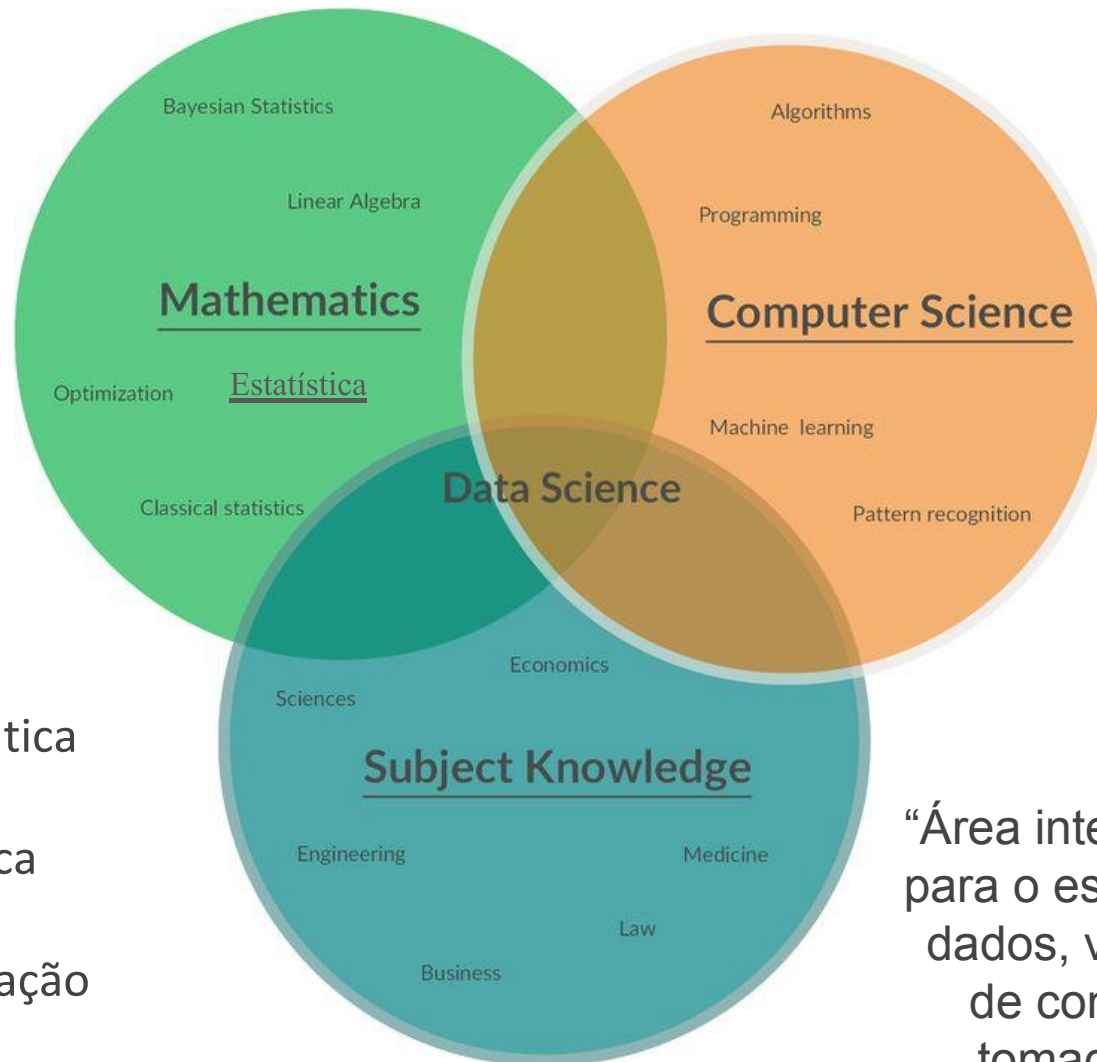 Bayesian Statistics
Linear Algebra
Mathematics
Optimization
Estatística
Classical statistics
Algorithms
Programming
Computer Science
Machine learning
Pattern recognition
Data Science
Economics
Sciences
Subject Knowledge
Engineering
Medicine
Law
Business
tica
ca
ação
“Área inte
para o es
dados, v
de cor